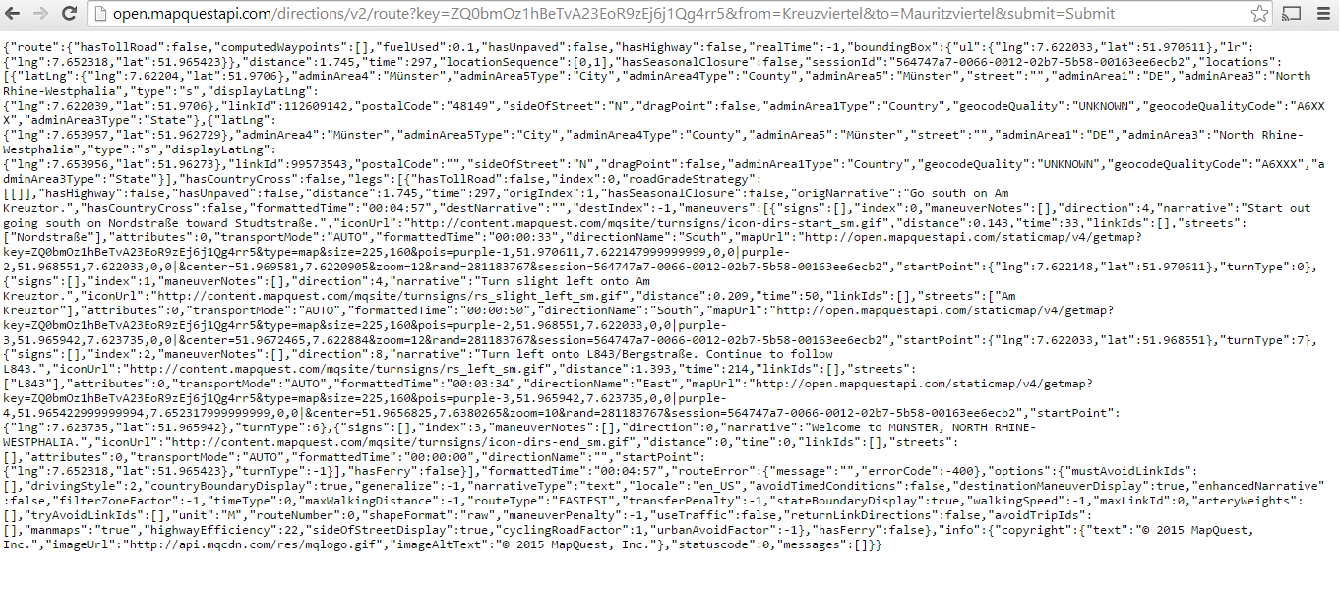 open.mapquestapi.com/directions/v2/route?key=ZQ0bmOz1hBeTvA23EoR9zEj6j1Qg4rr5&from=Kreuzviertel&to=Mauritzviertel&submit=Submit
{"route":{"hasTollRoad":false,"computedWaypoints":[],"fuelUsed":0.1,"hasUnpaved":false,"hasHighway":false,"realTime":-1,"boundingBox":{"ul":{"lng":7.622033,"lat":51.970611},"lr":
{"lng":7.652318,"lat":51.965423}},"distance":1.745,"time":297,"locationSequence":[0,1],"hasSeasonalClosure":false,"sessionId":"564747a7-0066-0012-02b7-5b58-00163ee6ecb2","locations":
[{"latLng":{"lng":7.62204,"lat":51.9706},"adminArea4":"Münster","adminArea5Type":"City","adminArea4Type":"County","adminArea5":"Münster","street":"","adminArea1":"DE","adminArea3":"North
Rhine-Westphalia","type":"s","displayLatLng":
{"lng":7.622039,"lat":51.9706},"linkId":112609142,"postalCode":"48149","sideOfStreet":"N","dragPoint":false,"adminArea1Type":"Country","geocodeQuality":"UNKNOWN","geocodeQualityCode":"A6XX
X","adminArea3Type":"State"},{"latLng":
{"lng":7.653957,"lat":51.962729},"adminArea4":"Münster","adminArea5Type":"City","adminArea4Type":"County","adminArea5":"Münster","street":"","adminArea1":"DE","adminArea3":"North Rhine-
Westphalia","type":"s","displayLatLng":
{"lng":7.653956,"lat":51.96273},"linkId":99573543,"postalCode":"","sideOfStreet":"N","dragPoint":false,"adminArea1Type":"Country","geocodeQuality":"UNKNOWN","geocodeQualityCode":"A6XXX","a
dminArea3Type":"State"}],"hasCountryCross":false,"legs":[{"hasTollRoad":false,"index":0,"roadGradeStrategy":
[[]],"hasHighway":false,"hasUnpaved":false,"distance":1.745,"time":297,"origIndex":1,"hasSeasonalClosure":false,"origNarrative":"Go south on Am
Kreuztor.","hasCountryCross":false,"formattedTime":"00:04:57","destNarrative":"","destIndex":-1,"maneuvers":[{"signs":[],"index":0,"maneuverNotes":[],"direction":4,"narrative":"Start out
going south on Nordstraße toward Studtstraße.","iconUrl":"http://content.mapquest.com/mqsite/turnsigns/icon-dirs-start_sm.gif","distance":0.143,"time":33,"linkIds":[],"streets":
["Nordstraße"],"attributes":0,"transportMode":"AUTO","formattedTime":"00:00:33","directionName":"South","mapUrl":"http://open.mapquestapi.com/staticmap/v4/getmap?
key=ZQ0bmOz1hBeTvA23EoR9zEj6j1Qg4rr5&type=map&size=225,160&pois=purple-1,51.970611,7.622147999999999,0,0|purple-
2,51.968551,7.622033,0,0|&center=51.969581,7.6220905&zoom=12&rand=281183767&session=564747a7-0066-0012-02b7-5b58-00163ee6ecb2","startPoint":{"lng":7.622148,"lat":51.970611},"turnType":0},
{"signs":[],"index":1,"maneuverNotes":[],"direction":4,"narrative":"Turn slight left onto Am
Kreuztor.","iconUrl":"http://content.mapquest.com/mqsite/turnsigns/rs_slight_left_sm.gif","distance":0.209,"time":50,"linkIds":[],"streets":["Am
Kreuztor"],"attributes":0,"transportMode":"AUTO","formattedTime":"00:00:50","directionName":"South","mapUrl":"http://open.mapquestapi.com/staticmap/v4/getmap?
key=ZQ0bmOz1hBeTvA23EoR9zEj6j1Qg4rr5&type=map&size=225,160&pois=purple-2,51.968551,7.622033,0,0|purple-
3,51.965942,7.623735,0,0|&center=51.9672465,7.622884&zoom=12&rand=281183767&session=564747a7-0066-0012-02b7-5b58-00163ee6ecb2","startPoint":{"lng":7.622033,"lat":51.968551},"turnType":7},
{"signs":[],"index":2,"maneuverNotes":[],"direction":8,"narrative":"Turn left onto L843/Bergstraße. Continue to follow
L843.","iconUrl":"http://content.mapquest.com/mqsite/turnsigns/rs_left_sm.gif","distance":1.393,"time":214,"linkIds":[],"streets":
["L843"],"attributes":0,"transportMode":"AUTO","formattedTime":"00:03:34","directionName":"East","mapUrl":"http://open.mapquestapi.com/staticmap/v4/getmap?
key=ZQ0bmOz1hBeTvA23EoR9zEj6j1Qg4rr5&type=map&size=225,160&pois=purple-3,51.965942,7.623735,0,0|purple-
4,51.965422999999994,7.652317999999999,0,0|&center=51.9656825,7.6380265&zoom=10&rand=281183767&session=564747a7-0066-0012-02b7-5b58-00163ee6ecb2","startPoint":
{"lng":7.623735,"lat":51.965942},"turnType":6},{"signs":[],"index":3,"maneuverNotes":[],"direction":0,"narrative":"Welcome to MÜNSTER, NORTH RHINE-
WESTPHALIA.","iconUrl":"http://content.mapquest.com/mqsite/turnsigns/icon-dirs-end_sm.gif","distance":0,"time":0,"linkIds":[],"streets":
[],"attributes":0,"transportMode":"AUTO","formattedTime":"00:00:00","directionName":"","startPoint":
{"lng":7.652318,"lat":51.965423},"turnType":-1}],"hasFerry":false}],"formattedTime":"00:04:57","routeError":{"message":"","errorCode":-400},"options":{"mustAvoidLinkIds":
[],"drivingStyle":2,"countryBoundaryDisplay":true,"generalize":-1,"narrativeType":"text","locale":"en_US","avoidTimedConditions":false,"destinationManeuverDisplay":true,"enhancedNarrative"
:false,"filterZoneFactor":-1,"timeType":0,"maxWalkingDistance":-1,"routeType":"FASTEST","transferPenalty":-1,"stateBoundaryDisplay":true,"walkingSpeed":-1,"maxLinkId":0,"arteryWeights":
[],"tryAvoidLinkIds":[],"unit":"M","routeNumber":0,"shapeFormat":"raw","maneuverPenalty":-1,"useTraffic":false,"returnLinkDirections":false,"avoidTripIds":
[],"manmaps":"true","highwayEfficiency":22,"sideOfStreetDisplay":true,"cyclingRoadFactor":1,"urbanAvoidFactor":-1},"hasFerry":false},"info":{"copyright":{"text":"© 2015 MapQuest,
Inc.","imageUrl":"http://api.mqcdn.com/res/mqlogo.gif","imageAltText":"© 2015 MapQuest, Inc."},"statuscode":0,"messages":[]}}